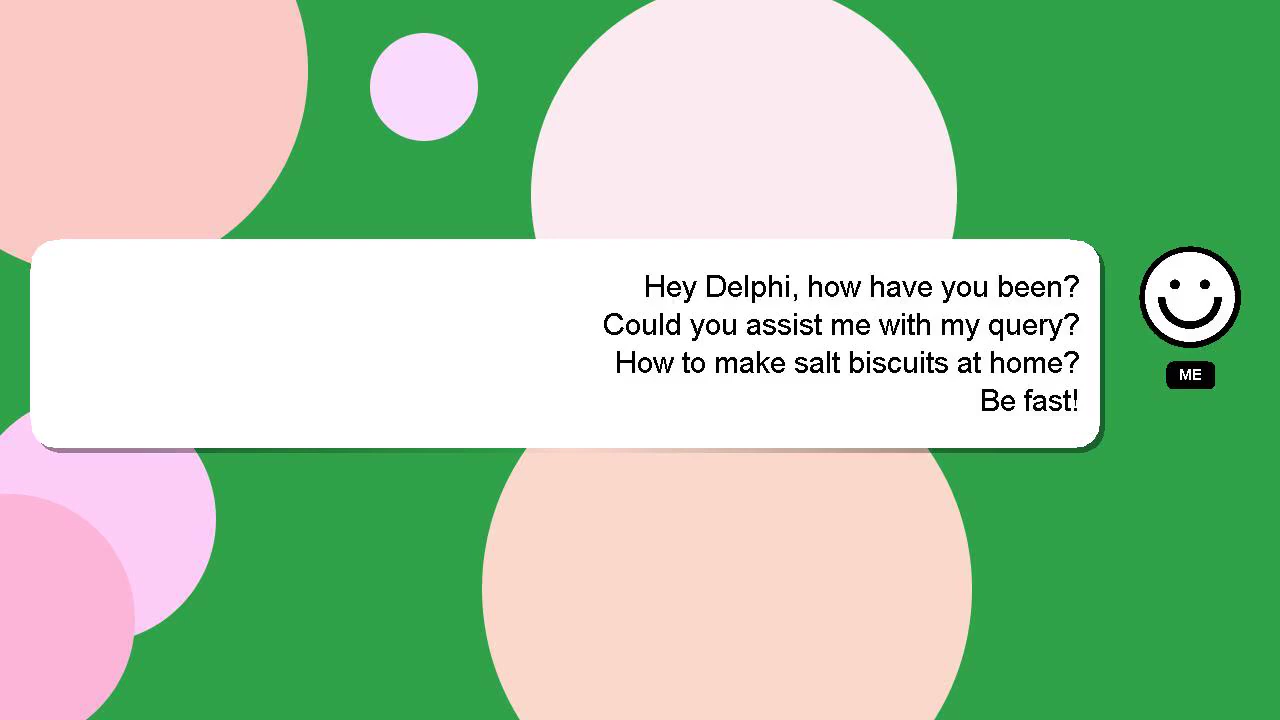 Hey Delphi, how have you been?
Could you assist me with my query?
How to make salt biscuits at home?
Be fast!
ME